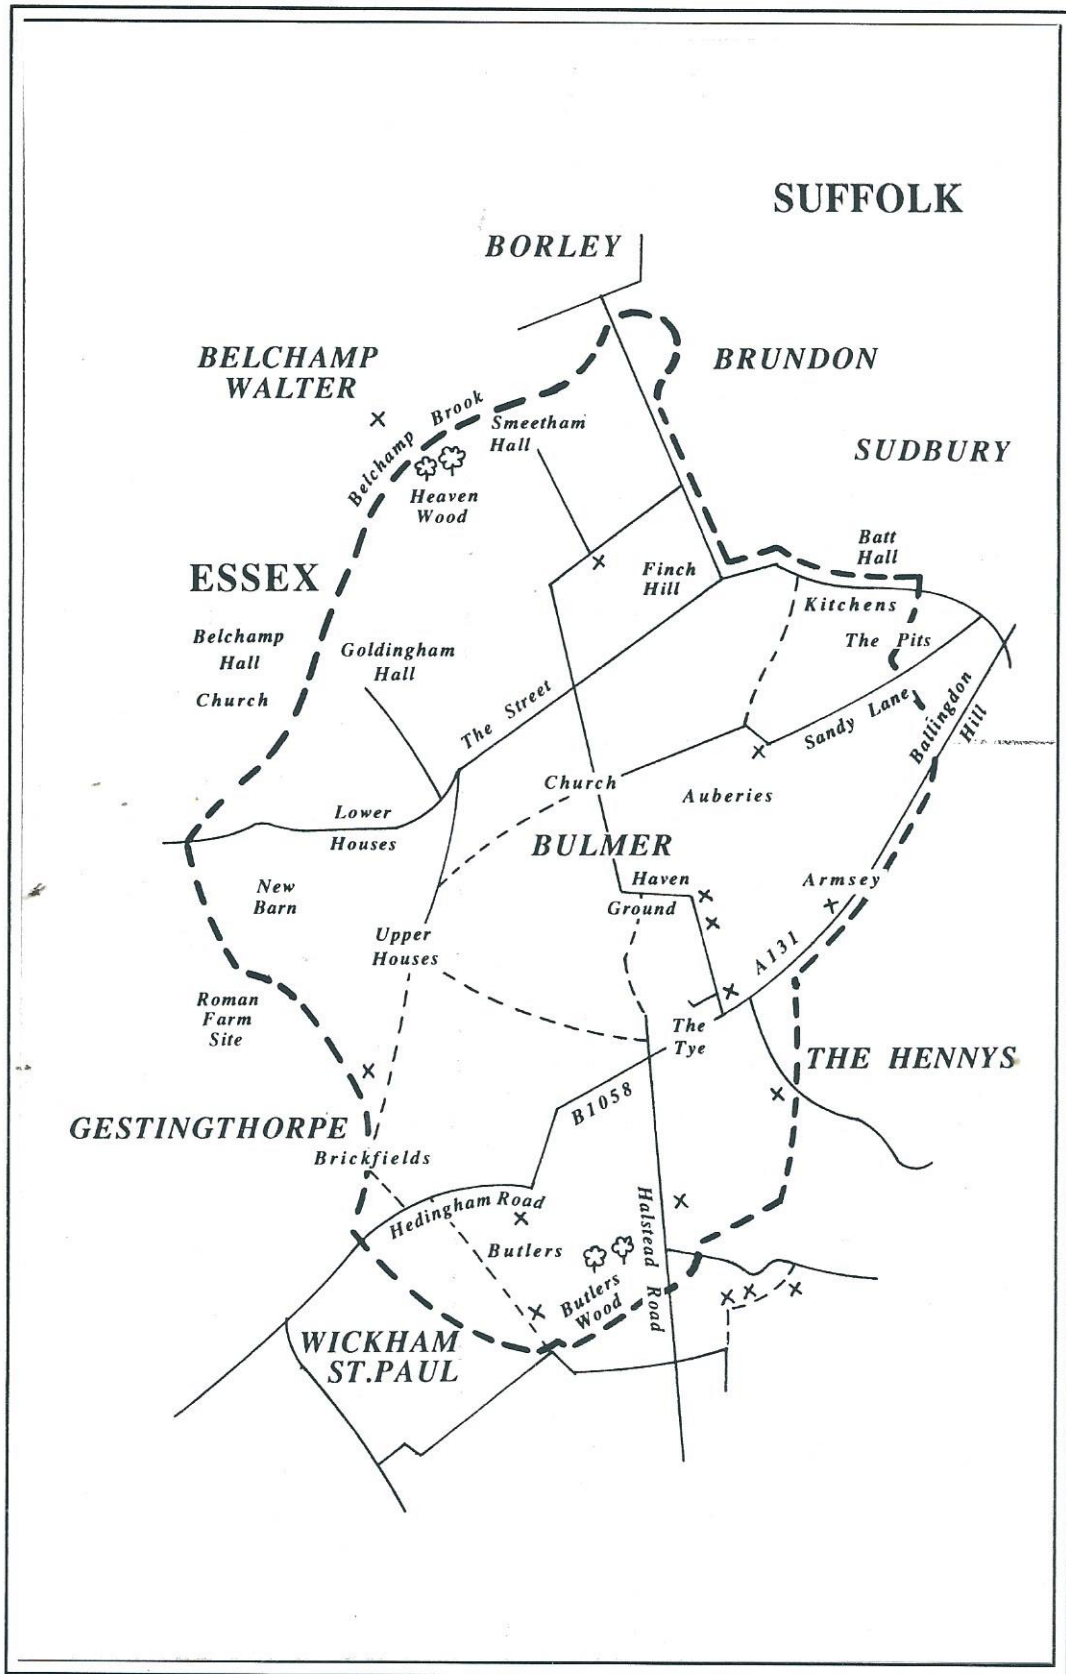 SUFFOLK
BORLEY
BELCHAMP
WALTER
BRUNDON
Belchamp Brook
Smeetham
Hall
SUDBURY
Heaven
Wood
Batt
Hall
ESSEX
Finch
Hill
Kitchens
Belchamp
Hall
Church
Goldingham
Hall
The Pits
The Street
Sandy Lane
Ballingdon
Hill
Church
Auberies
Lower
Houses
BULMER
New
Barn
Haven
Ground
Armsey
Upper
Houses
A131
Roman
Farm
Site
The
Tye
THE HENNYS
B1058
GESTINGTHORPE
Brickfields
Hedingham Road
Halstead Road
Butlers
Butlers
Wood
WICKHAM
ST.PAUL